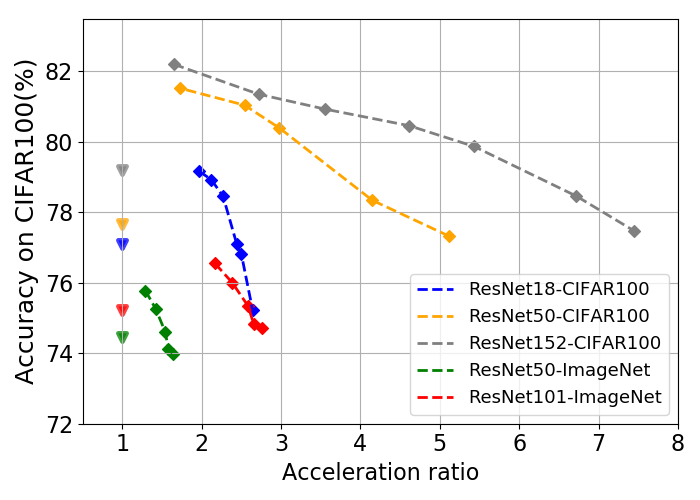 Accuracy on CIFAR100(%)
82
80
78
76
74
72
1 2 3 4 5 6 7 8
Acceleration ratio
ResNet18-CIFAR100
ResNet50-CIFAR100
ResNet152-CIFAR100
ResNet50-ImageNet
ResNet101-ImageNet